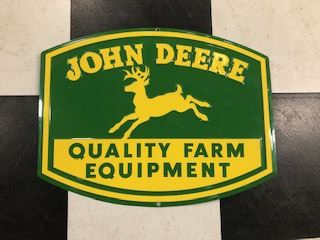 JOHN DEERE
QUALITY FARM
EQUIPMENT